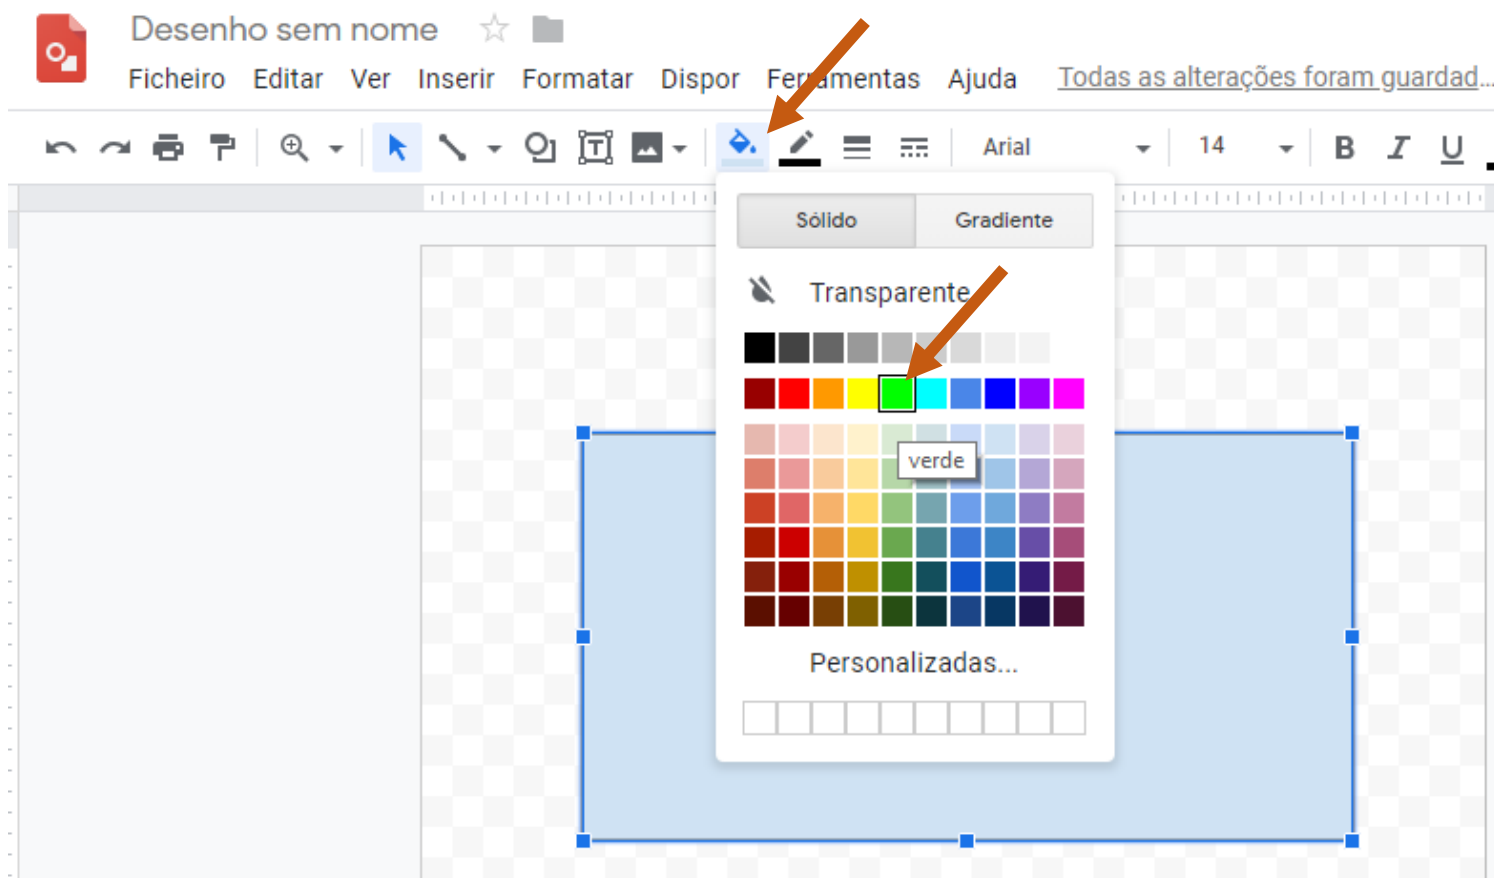 Desenho sem nome
Ficheiro Editar Ver Inserir Formatar Dispor Ferramentas Ajuda Todas as alterações foram guardad...
T Arial 14 B I U
Sólido Gradiente
Transparente
verde
Personalizadas...